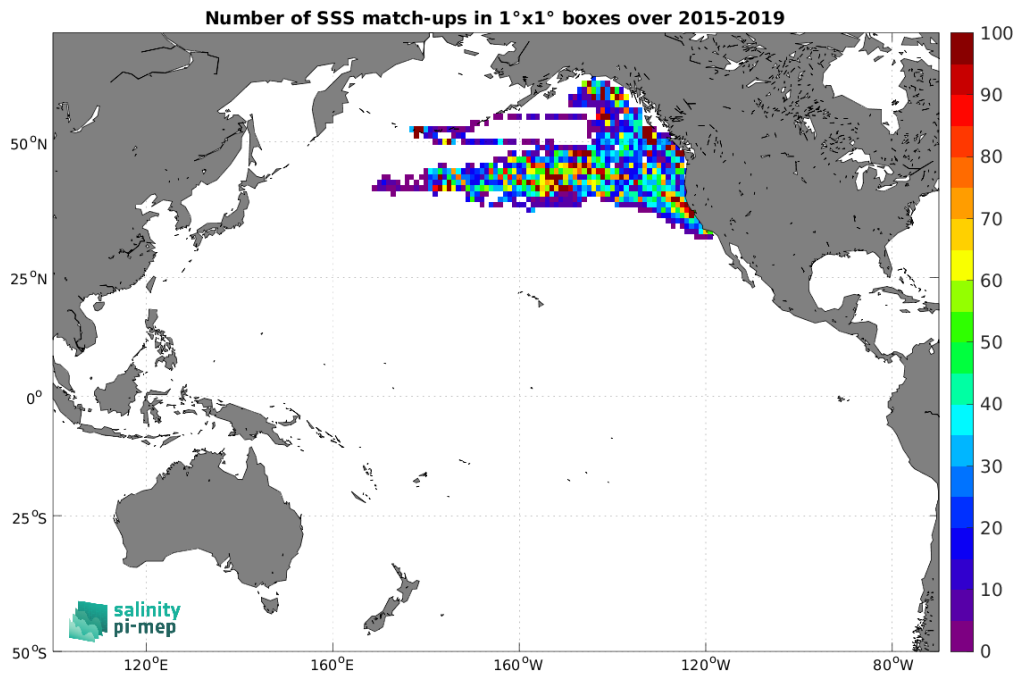 Number of SSS match-ups in 1°x1° boxes over 2015-2019
50°N
25°N
0°
25°S
50°S
120°E
160°E
160°W
120°W
80°W
100
90
80
70
60
50
40
30
20
10
0
salinity
pi-mep